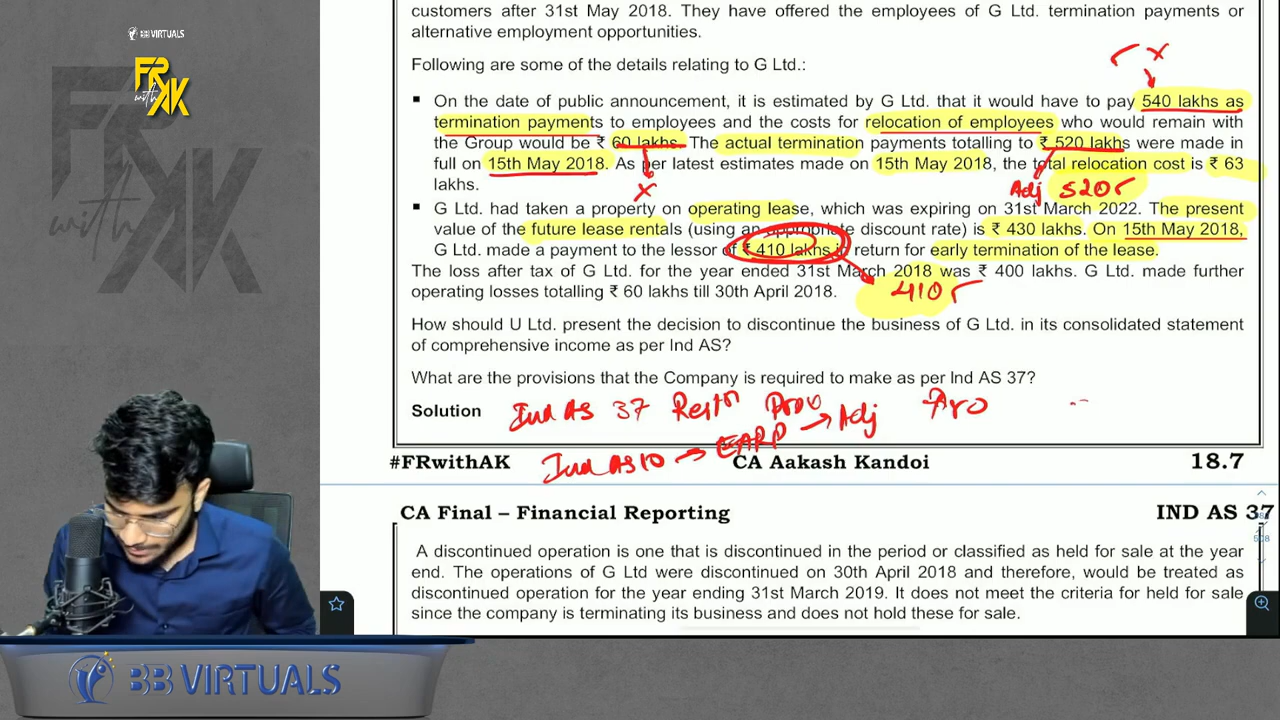 BB VIRTUALS
FR
with
AK
customers after 31st May 2018. They have offered the employees of G Ltd. termination payments or
alternative employment opportunities.
Following are some of the details relating to G Ltd.:
▪ On the date of public announcement, it is estimated by G Ltd. that it would have to pay 540 lakhs as
termination payments to employees and the costs for relocation of employees who would remain with
the Group would be ₹ 60 lakhs. The actual termination payments totalling to ₹ 520 lakhs were made in
full on 15th May 2018. As per latest estimates made on 15th May 2018, the total relocation cost is ₹ 63
lakhs.
Adj 520
▪ G Ltd. had taken a property on operating lease, which was expiring on 31st March 2022. The present
value of the future lease rentals (using an appropriate discount rate) is ₹ 430 lakhs. On 15th May 2018,
G Ltd. made a payment to the lessor of ₹ 410 lakhs in return for early termination of the lease.
The loss after tax of G Ltd. for the year ended 31st March 2018 was ₹ 400 lakhs. G Ltd. made further
operating losses totalling ₹ 60 lakhs till 30th April 2018.
410
How should U Ltd. present the decision to discontinue the business of G Ltd. in its consolidated statement
of comprehensive income as per Ind AS?
What are the provisions that the Company is required to make as per Ind AS 37?
Solution
Ind AS 37 Restn Prov
Ind AS 10 → EARP → Adj Pro
#FRwithAK CA Aakash Kandoi 18.7
CA Final – Financial Reporting IND AS 37
A discontinued operation is one that is discontinued in the period or classified as held for sale at the year
end. The operations of G Ltd were discontinued on 30th April 2018 and therefore, would be treated as
discontinued operation for the year ending 31st March 2019. It does not meet the criteria for held for sale
since the company is terminating its business and does not hold these for sale.
BB VIRTUALS